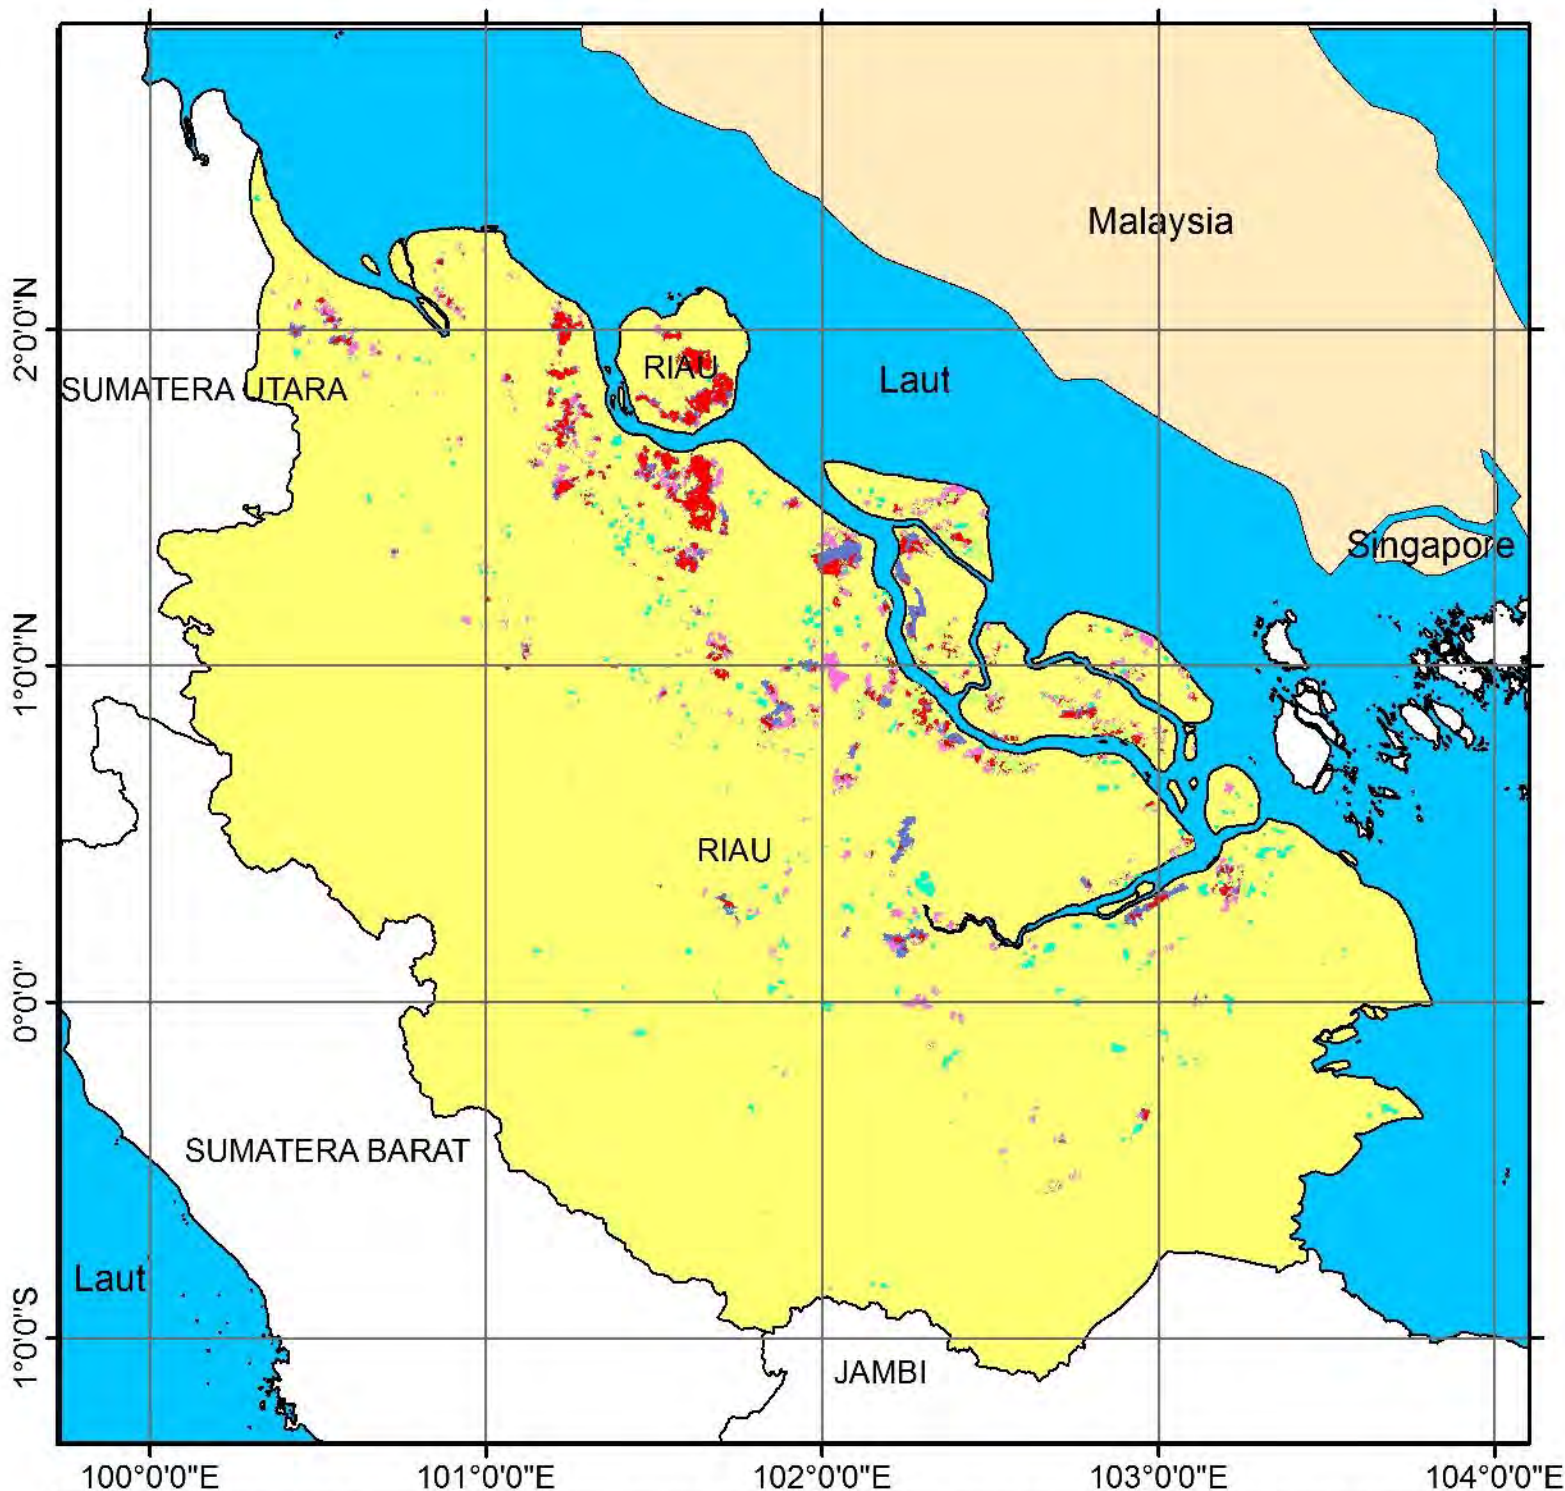 Malaysia
2°0'0"N
RIAU
SUMATERA UTARA
Laut
Singapore
1°0'0"N
RIAU
0°0'0"
SUMATERA BARAT
Laut
1°0'0"S
JAMBI
100°0'0"E
101°0'0"E
102°0'0"E
103°0'0"E
104°0'0"E